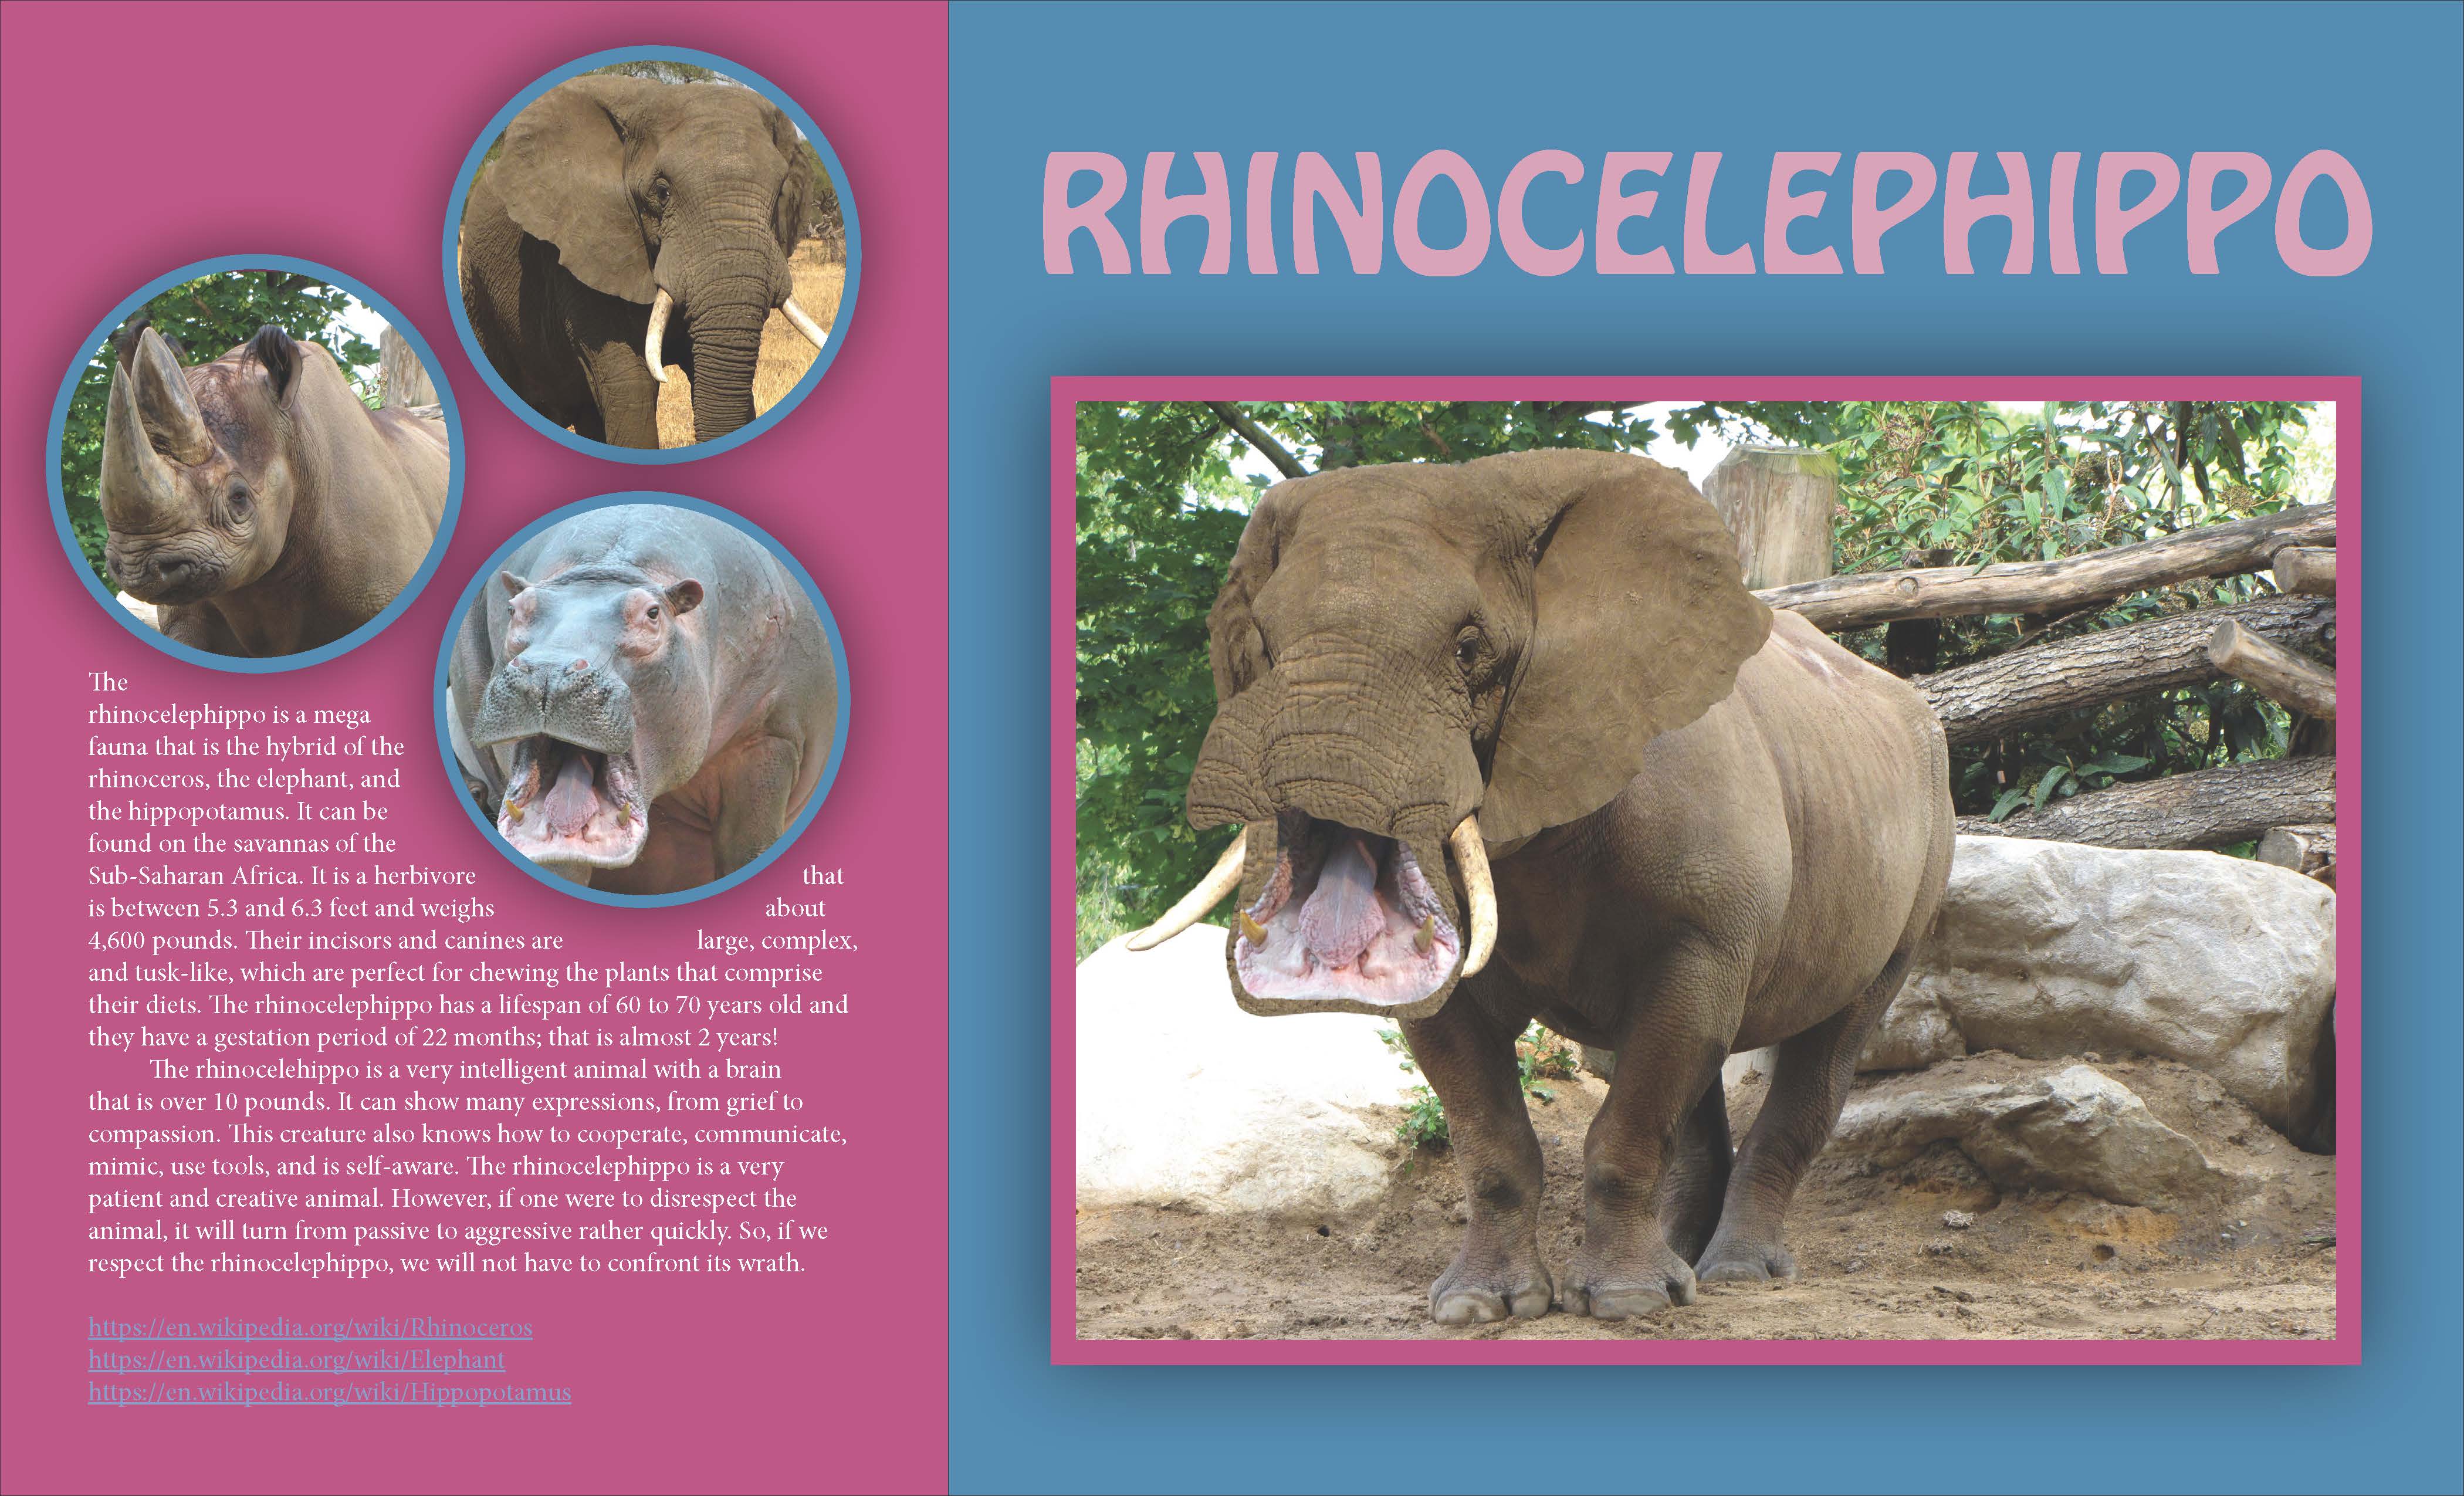 RHINOCELEPHIPPO
The
rhinocelephippo is a mega
fauna that is the hybrid of the
rhinoceros, the elephant, and
the hippopotamus. It can be
found on the savannas of the
Sub-Saharan Africa. It is a herbivore that
is between 5.3 and 6.3 feet and weighs about
4,600 pounds. Their incisors and canines are large, complex,
and tusk-like, which are perfect for chewing the plants that comprise
their diets. The rhinocelephippo has a lifespan of 60 to 70 years old and
they have a gestation period of 22 months; that is almost 2 years!
The rhinocelehippo is a very intelligent animal with a brain
that is over 10 pounds. It can show many expressions, from grief to
compassion. This creature also knows how to cooperate, communicate,
mimic, use tools, and is self-aware. The rhinocelephippo is a very
patient and creative animal. However, if one were to disrespect the
animal, it will turn from passive to aggressive rather quickly. So, if we
respect the rhinocelephippo, we will not have to confront its wrath.
https://en.wikipedia.org/wiki/Rhinoceros
https://en.wikipedia.org/wiki/Elephant
https://en.wikipedia.org/wiki/Hippopotamus